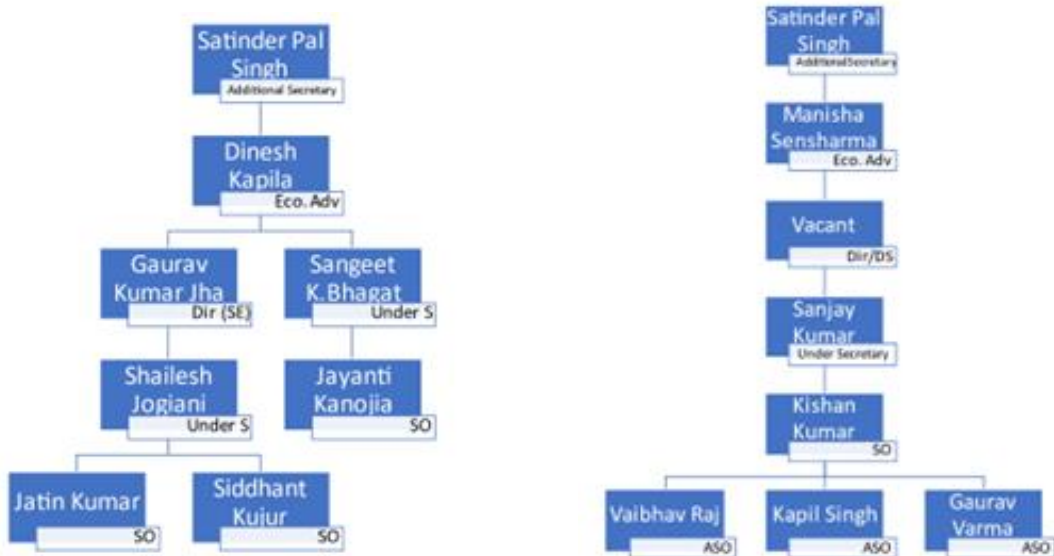 Satinder Pal
Singh
Additional Secretary
Dinesh
Kapila
Eco. Adv
Gaurav
Kumar Jha
Dir (SE)
Sangeet
K.Bhagat
Under S
Shailesh
Jogiani
Under S
Jayanti
Kanojia
SO
Jatin Kumar
SO
Siddhant
Kujur
SO
Satinder Pal
Singh
AdditionalSecretary
Manisha
Sensharma
Eco. Adv
Vacant
Dir/DS
Sanjay
Kumar
Under Secretary
Kishan
Kumar
SO
Vaibhav Raj
ASO
Kapil Singh
ASO
Gaurav
Varma
ASO